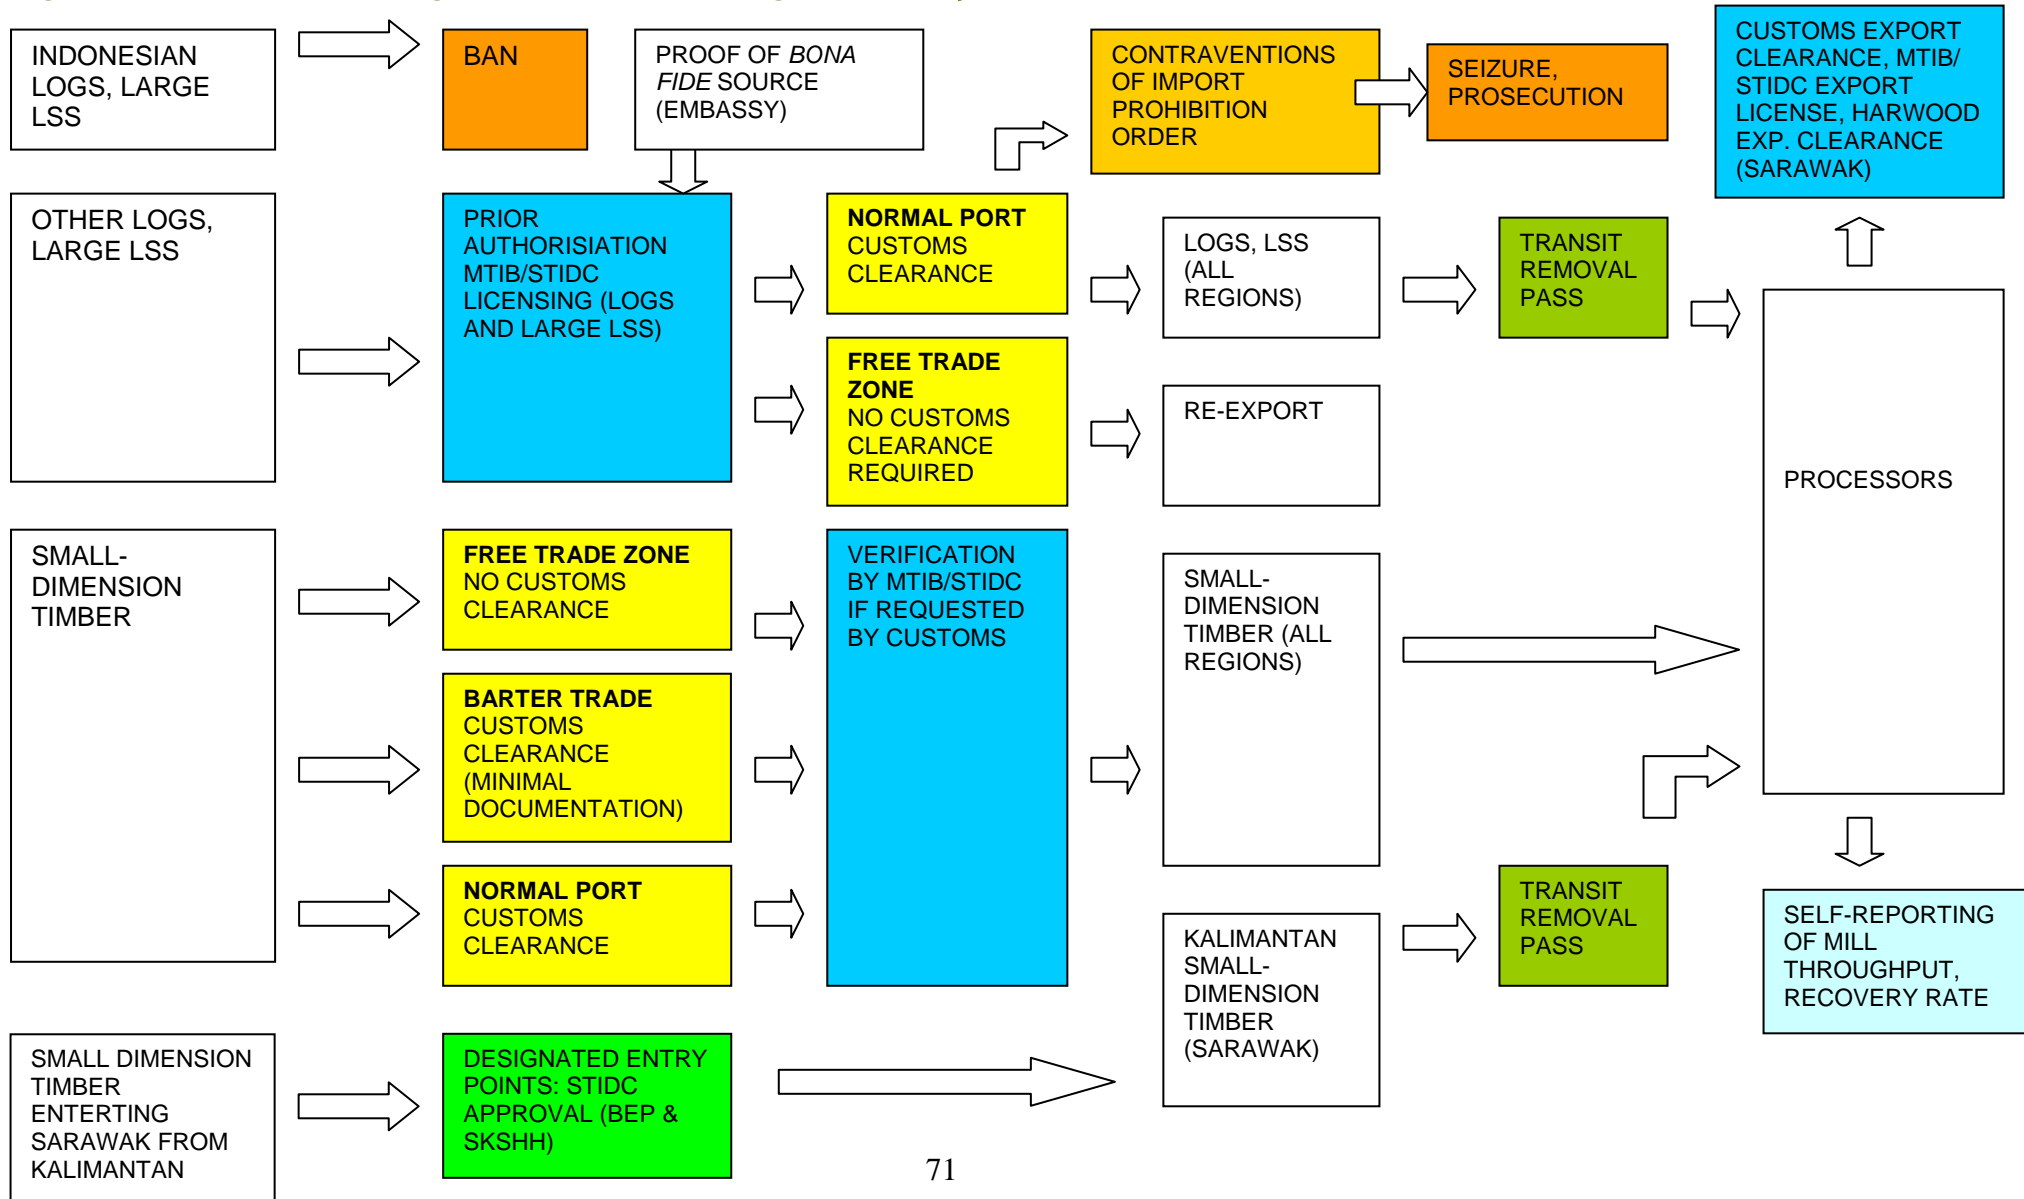 INDONESIAN
LOGS, LARGE
LSS
BAN
PROOF OF BONA
FIDE SOURCE
(EMBASSY)
CONTRAVENTIONS
OF IMPORT
PROHIBITION
ORDER
SEIZURE,
PROSECUTION
CUSTOMS EXPORT
CLEARANCE, MTIB/
STIDC EXPORT
LICENSE, HARWOOD
EXP. CLEARANCE
(SARAWAK)
OTHER LOGS,
LARGE LSS
PRIOR
AUTHORISIATION
MTIB/STIDC
LICENSING (LOGS
AND LARGE LSS)
NORMAL PORT
CUSTOMS
CLEARANCE
LOGS, LSS
(ALL
REGIONS)
TRANSIT
REMOVAL
PASS
FREE TRADE
ZONE
NO CUSTOMS
CLEARANCE
REQUIRED
RE-EXPORT
PROCESSORS
SMALL-
DIMENSION
TIMBER
FREE TRADE ZONE
NO CUSTOMS
CLEARANCE
VERIFICATION
BY MTIB/STIDC
IF REQUESTED
BY CUSTOMS
SMALL-
DIMENSION
TIMBER (ALL
REGIONS)
BARTER TRADE
CUSTOMS
CLEARANCE
(MINIMAL
DOCUMENTATION)
NORMAL PORT
CUSTOMS
CLEARANCE
KALIMANTAN
SMALL-
DIMENSION
TIMBER
(SARAWAK)
TRANSIT
REMOVAL
PASS
SELF-REPORTING
OF MILL
THROUGHPUT,
RECOVERY RATE
SMALL DIMENSION
TIMBER
ENTERTING
SARAWAK FROM
KALIMANTAN
DESIGNATED ENTRY
POINTS: STIDC
APPROVAL (BEP &
SKSHH)
71